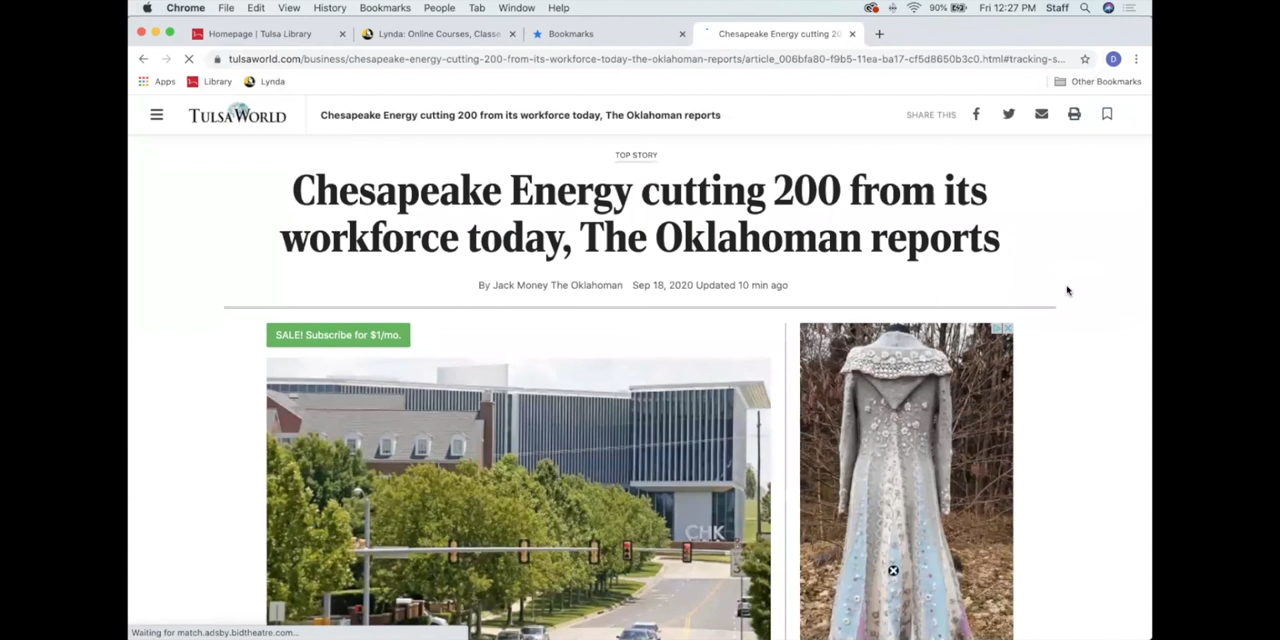 Chrome File Edit View History Bookmarks People Tab Window Help 90% Fri 12:27 PM Staff
Homepage | Tulsa Library Lynda: Online Courses, Classe Bookmarks Chesapeake Energy cutting 20
tulsaworld.com/business/chesapeake-energy-cutting-200-from-its-workforce-today-the-oklahoman-reports/article_006bfa80-f9b5-11ea-ba17-cf5d8650b3c0.html#tracking-s... D
Apps Library Lynda Other Bookmarks
TULSA WORLD Chesapeake Energy cutting 200 from its workforce today, The Oklahoman reports SHARE THIS
TOP STORY
Chesapeake Energy cutting 200 from its
workforce today, The Oklahoman reports
By Jack Money The Oklahoman Sep 18, 2020 Updated 10 min ago
SALE! Subscribe for $1/mo.
CHK
Waiting for match.adsby.bidtheatre.com...